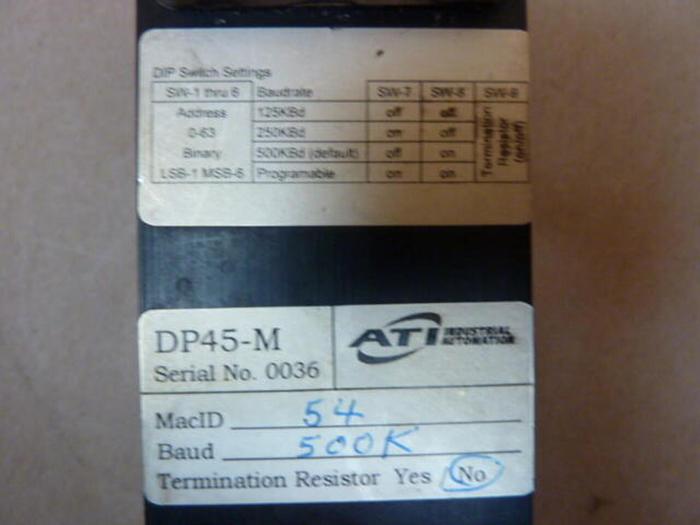 DIP Switch Settings
SW-1 thru 6 Baudrate SW-7 SW-8 SW-9
Address 125KBd off off
0-63 250KBd on off
Binary 500KBd (default) off on
LSB-1 MSB-6 Programable on on
Termination
Resistor
(on/off)
DP45-M
Serial No. 0036
ATI INDUSTRIAL
AUTOMATION
MacID 54
Baud 500K
Termination Resistor Yes No